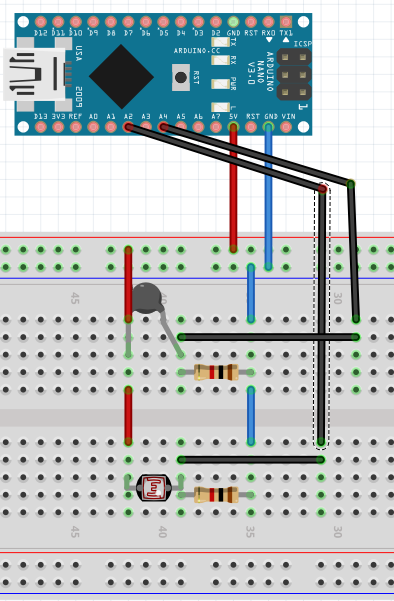 D12 D11 D10 D9 D8 D7 D6 D5 D4 D3 D2 GND RST RX0 TX1
TX
RX
PWR
L
ARDUINO.CC
RST
ARDUINO
NANO
V3.0
ICSP
1
USA
2009
D13 3V3 REF A0 A1 A2 A3 A4 A5 A6 A7 5V RST GND VIN
45
40
30
45
40
35
30